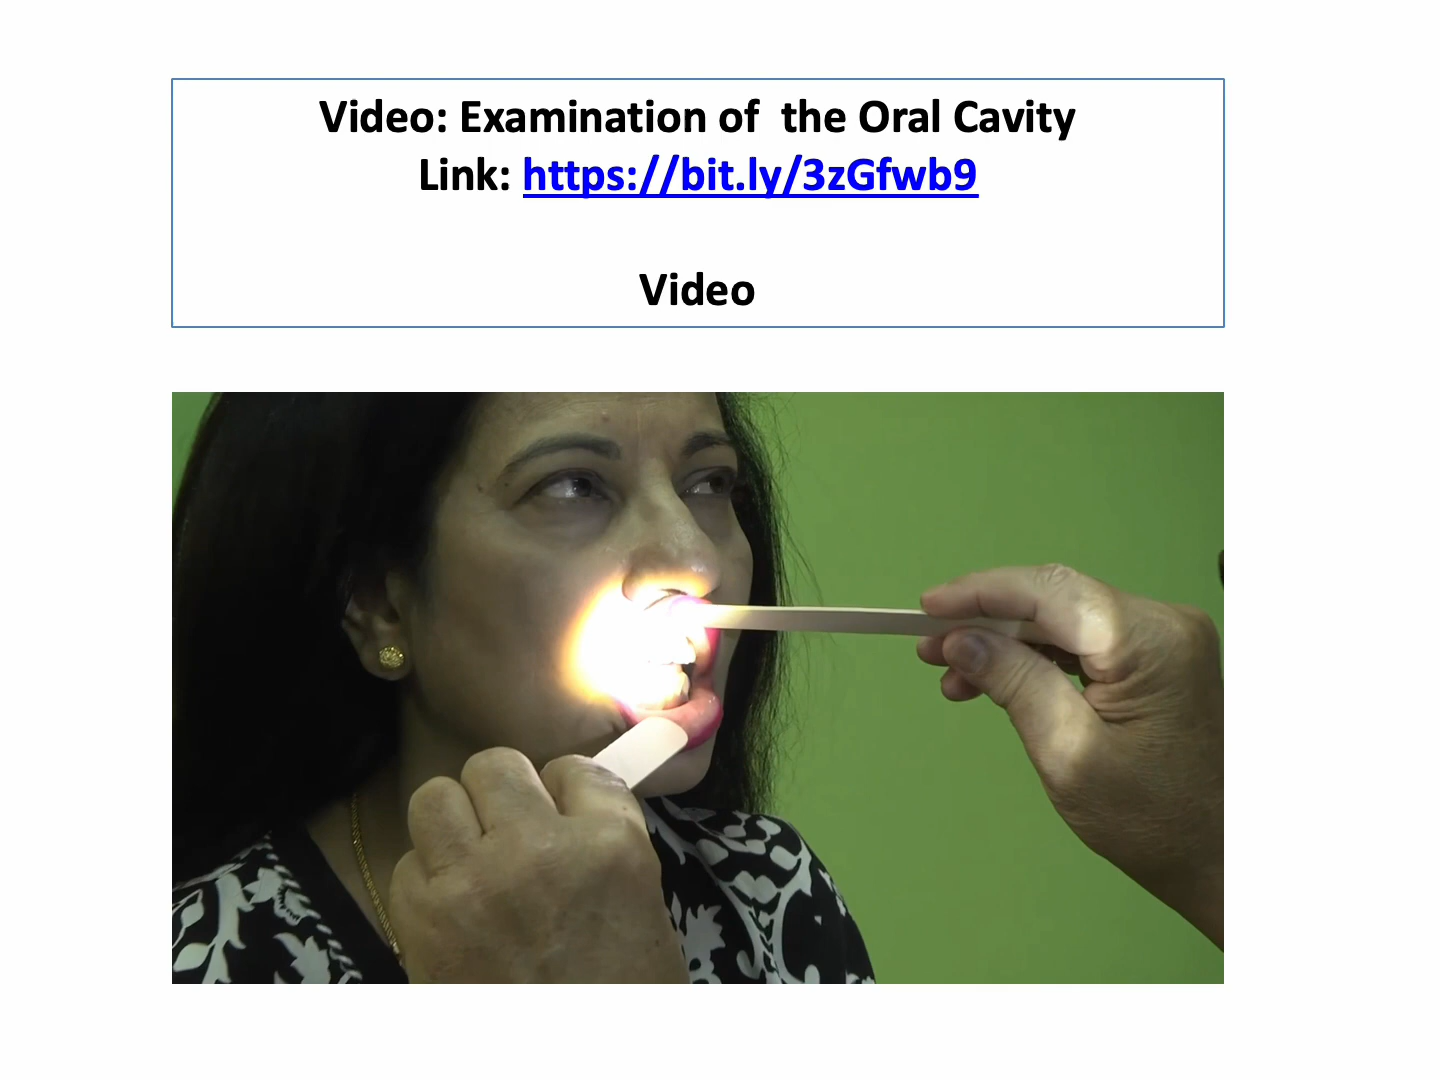 Video: Examination of  the Oral Cavity
Link: https://bit.ly/3zGfwb9
Video